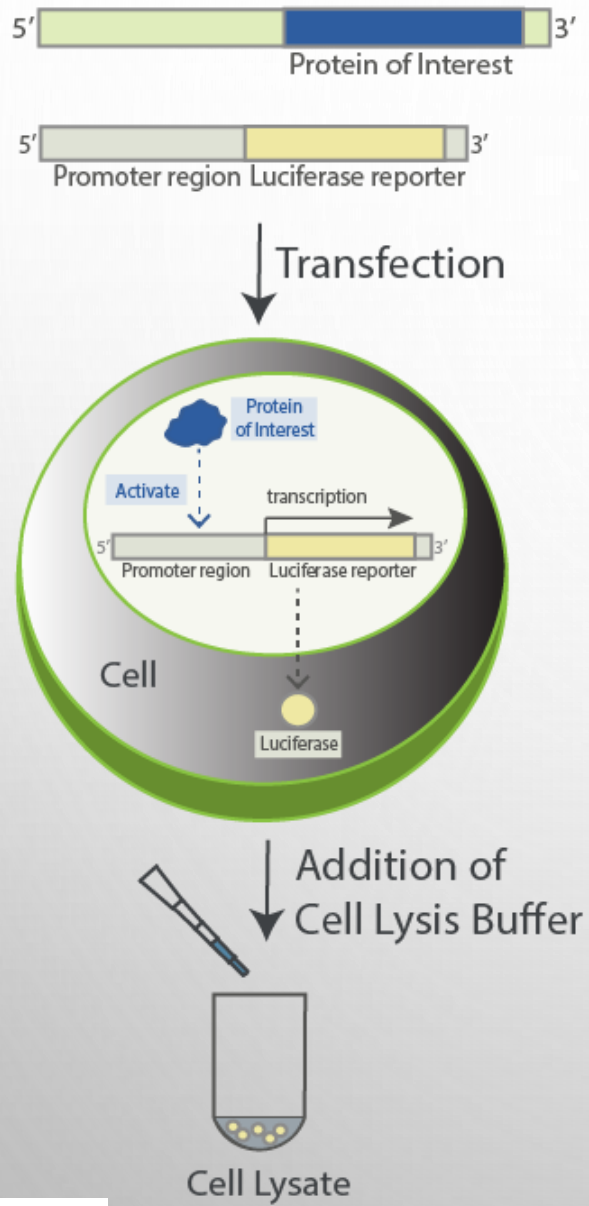 5′ 3′
Protein of Interest
5′ 3′
Promoter region Luciferase reporter
Transfection
Protein
of Interest
Activate
transcription
5′ 3′
Promoter region Luciferase reporter
Cell
Luciferase
Addition of
Cell Lysis Buffer
Cell Lysate